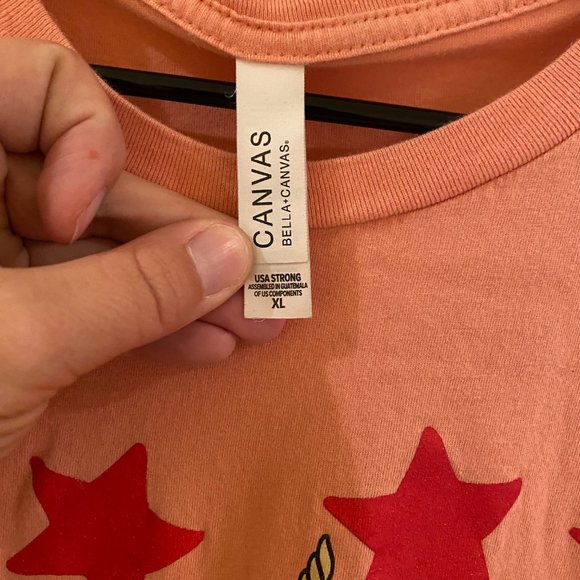 CANVAS
BELLA+CANVAS®
USA STRONG
ASSEMBLED IN GUATEMALA
OF US COMPONENTS
XL